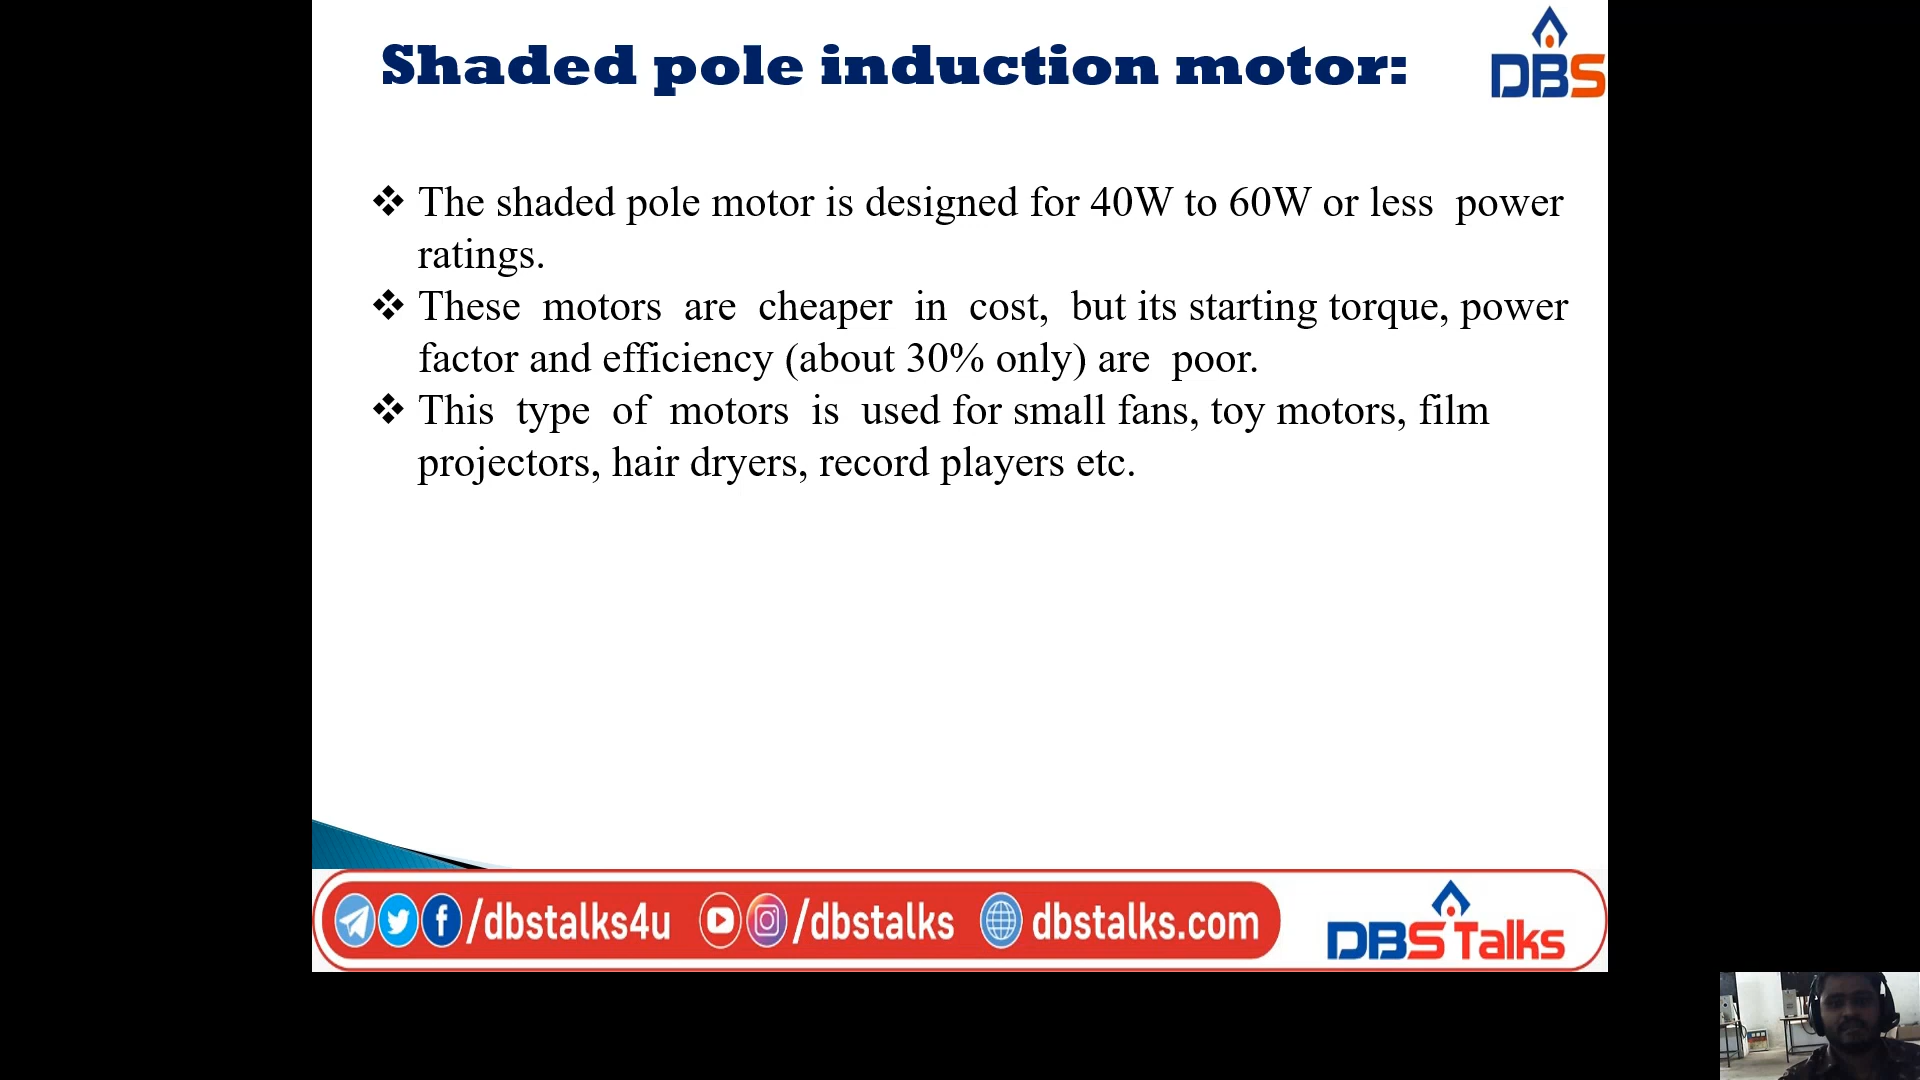 Shaded pole induction motor:
DBS
❖ The shaded pole motor is designed for 40W to 60W or less power
ratings.
❖ These motors are cheaper in cost, but its starting torque, power
factor and efficiency (about 30% only) are poor.
❖ This type of motors is used for small fans, toy motors, film
projectors, hair dryers, record players etc.
/dbstalks4u /dbstalks dbstalks.com DBS Talks